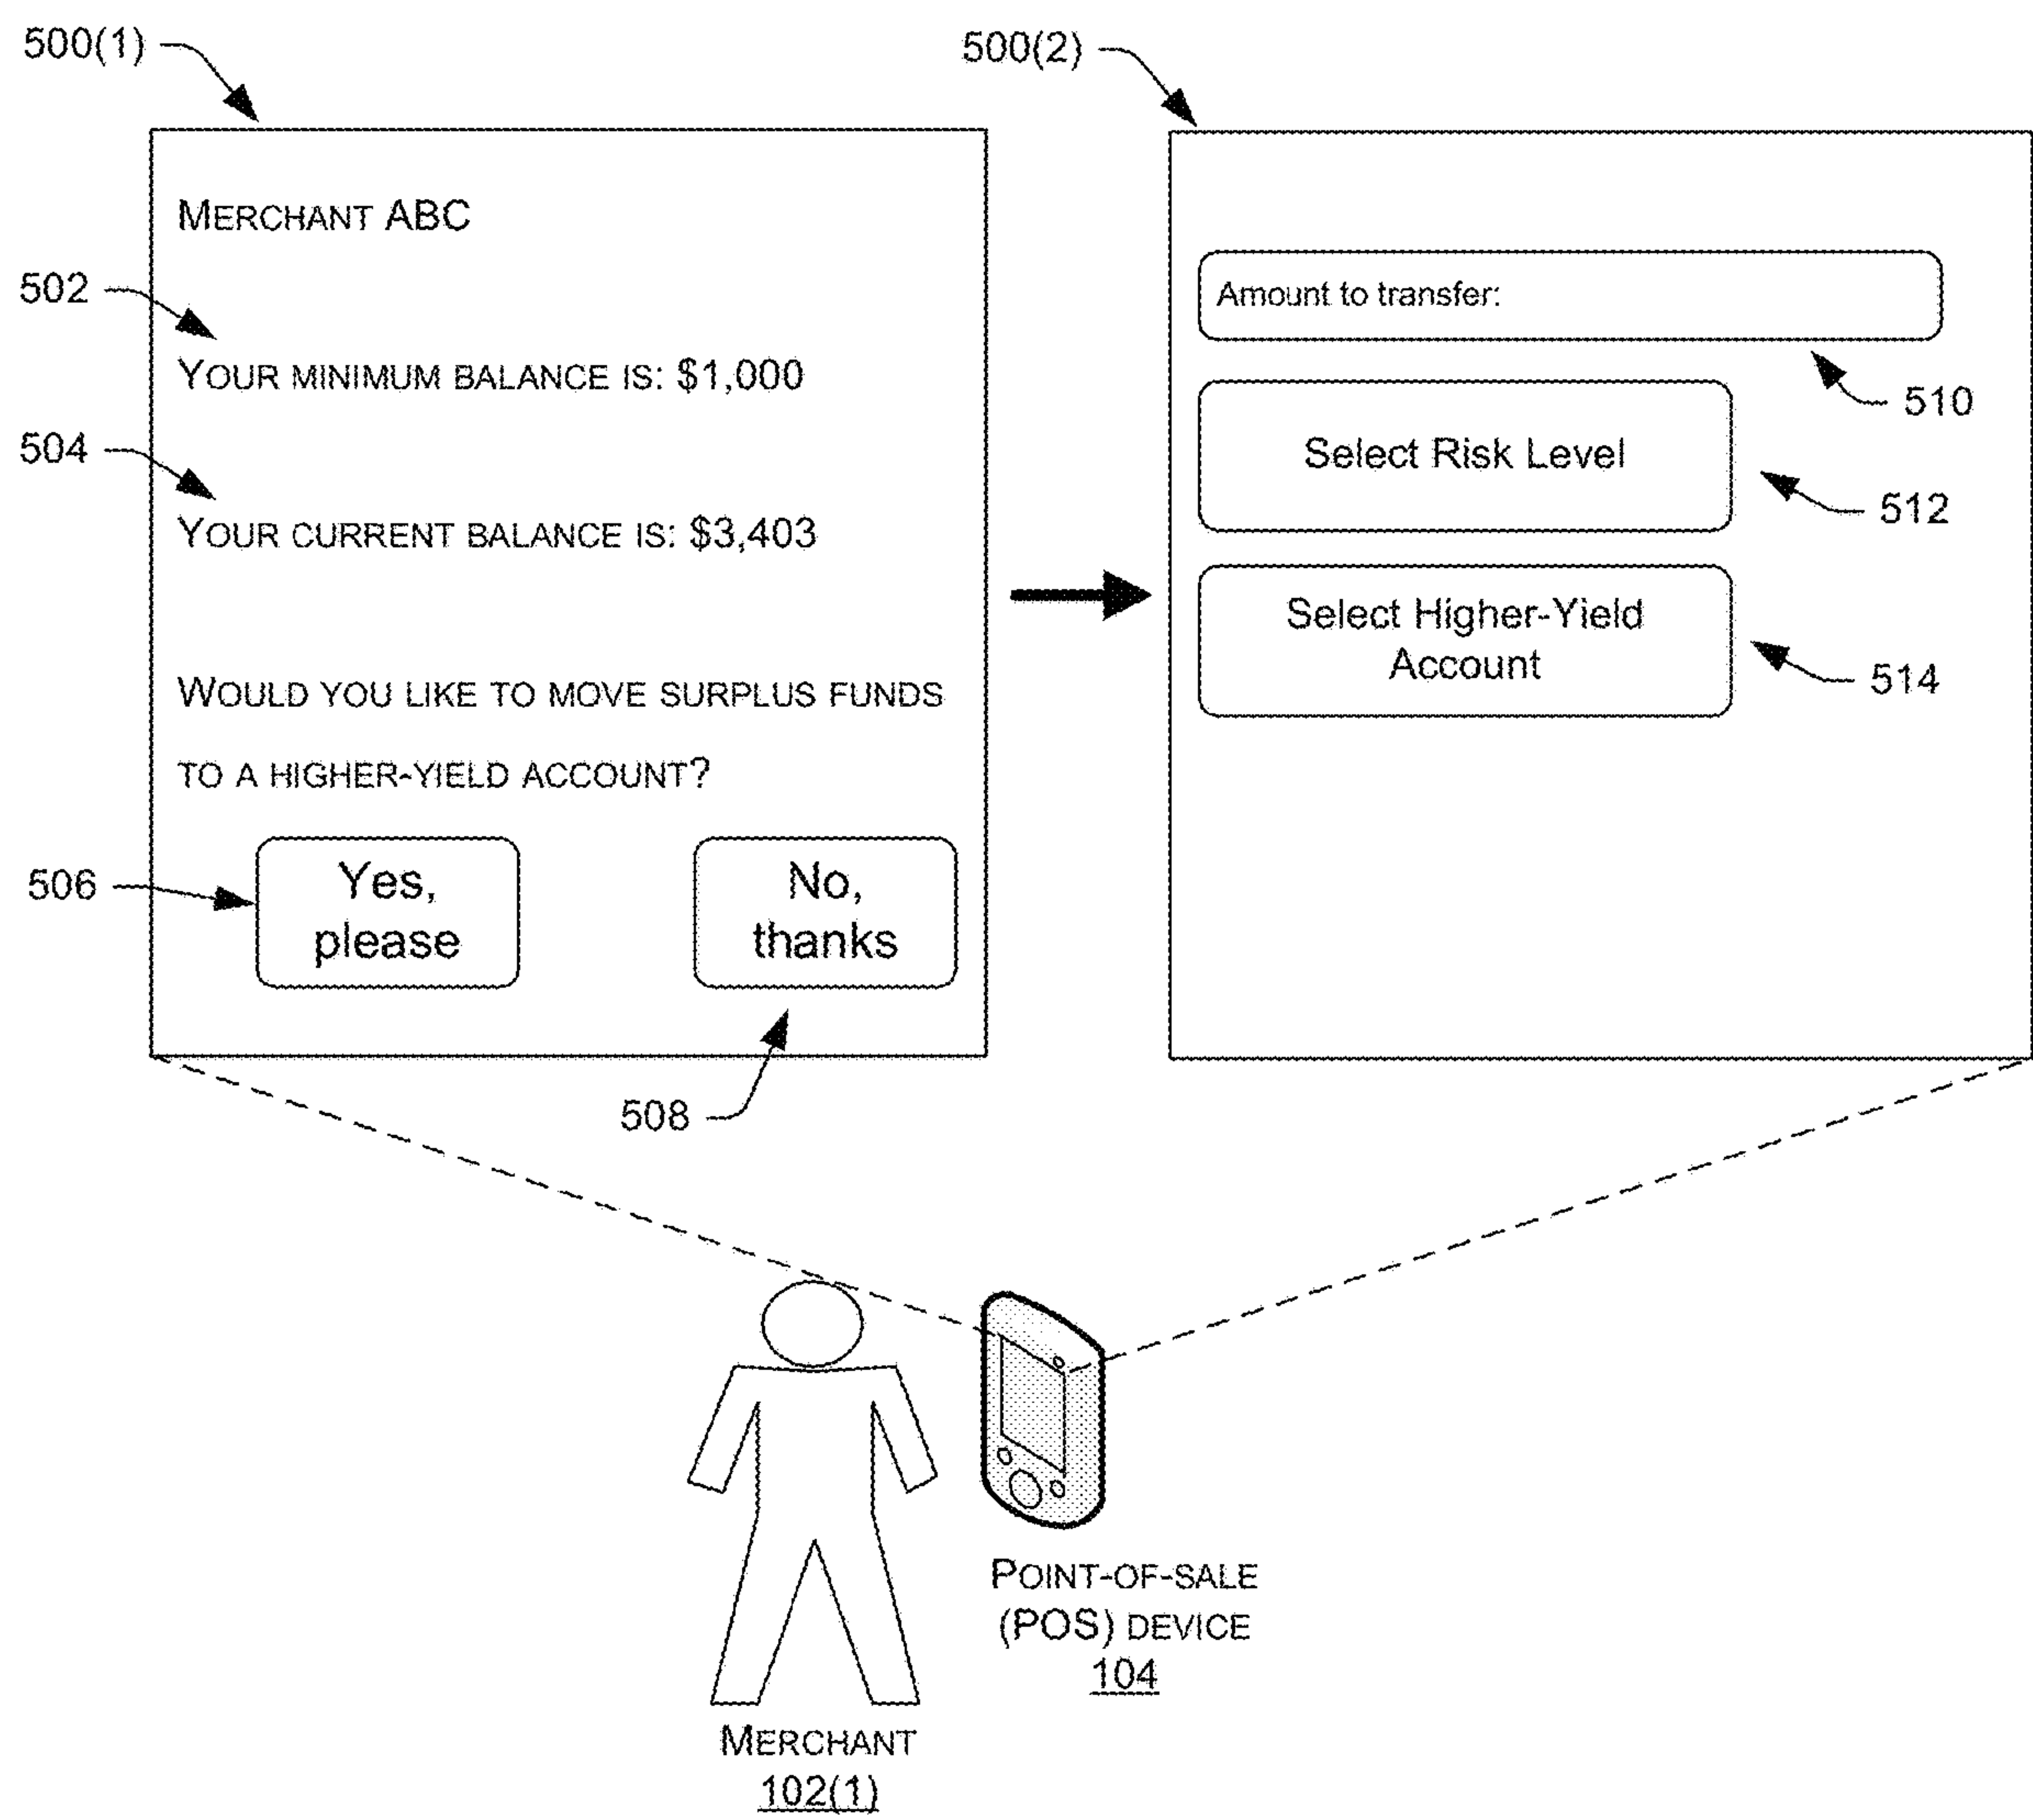 500(1)
500(2)
MERCHANT ABC
502
YOUR MINIMUM BALANCE IS: $1,000
504
YOUR CURRENT BALANCE IS: $3,403
WOULD YOU LIKE TO MOVE SURPLUS FUNDS
TO A HIGHER-YIELD ACCOUNT?
506
Yes,
please
No,
thanks
508
Amount to transfer:
510
Select Risk Level
512
Select Higher-Yield
Account
514
POINT-OF-SALE
(POS) DEVICE
104
MERCHANT
102(1)